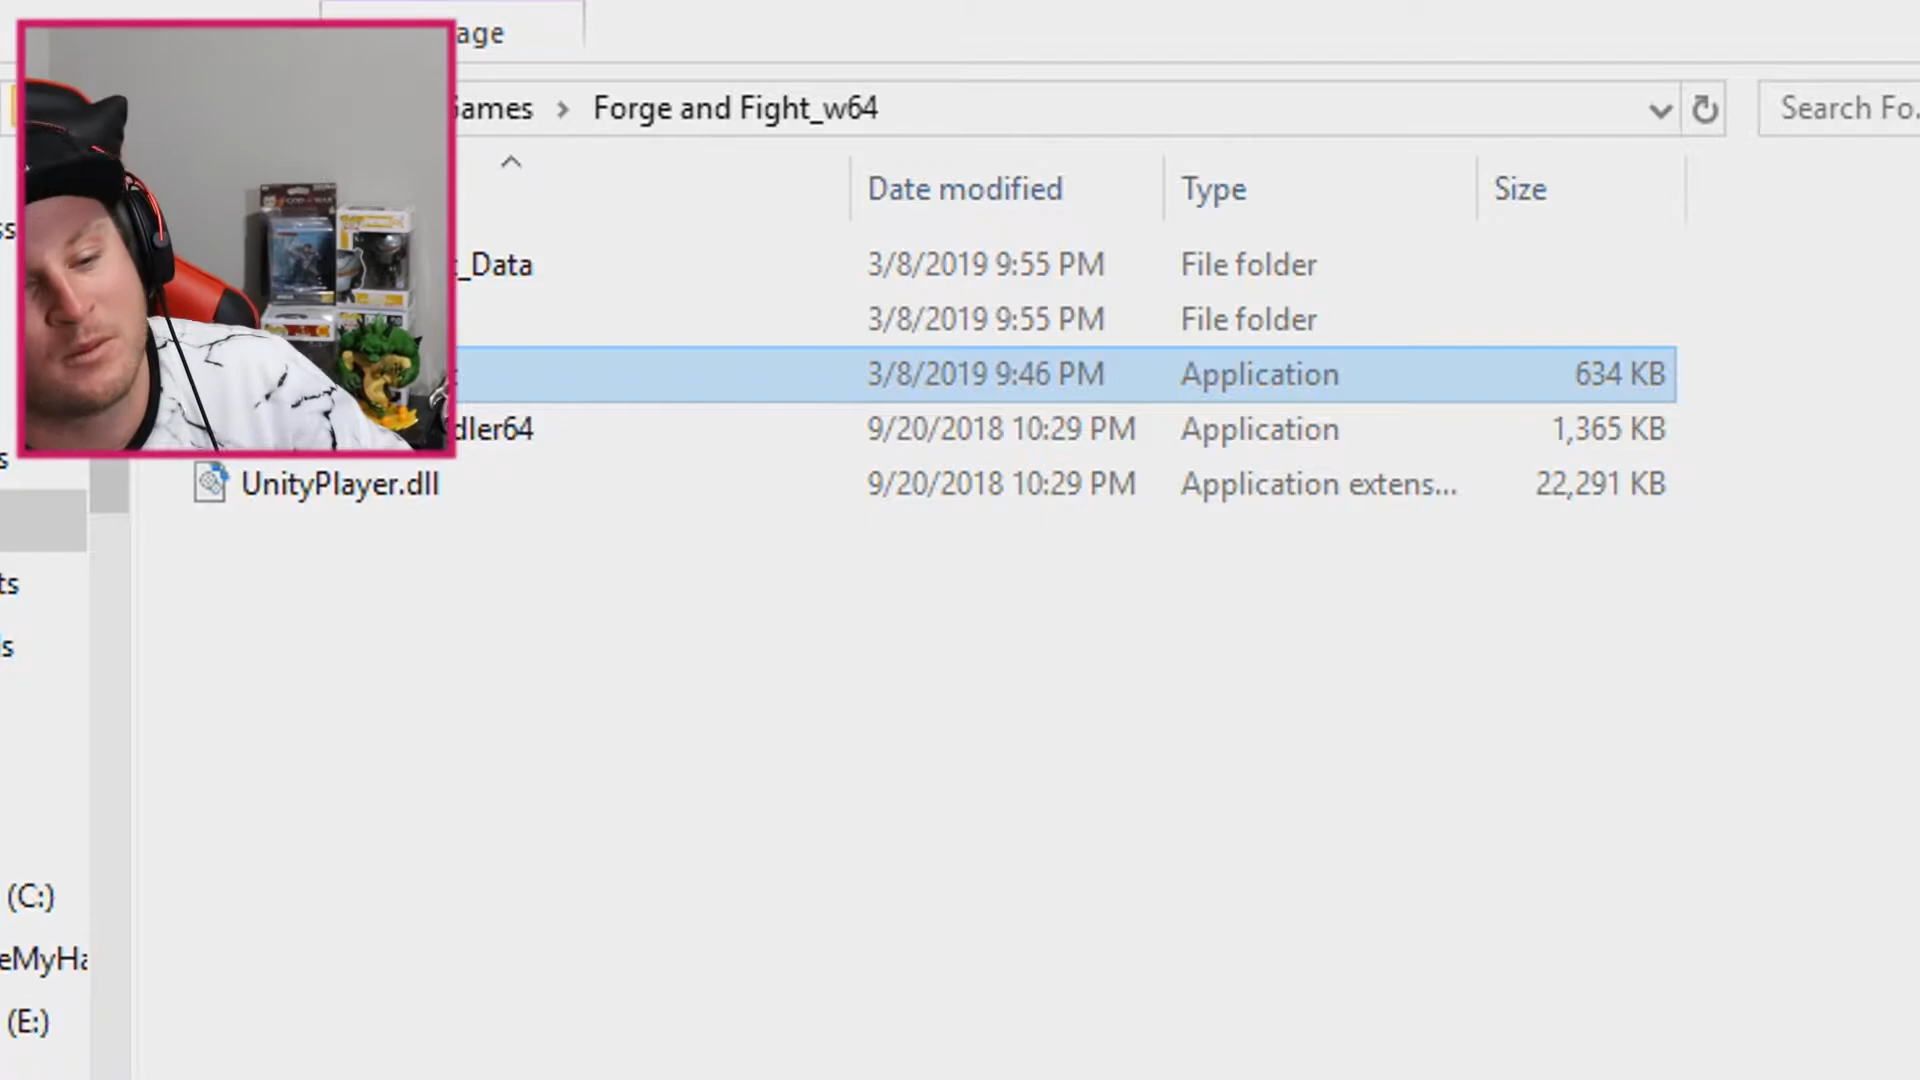 age
Games > Forge and Fight_w64
Search Fo...
Date modified
Type
Size
t_Data
3/8/2019 9:55 PM
File folder
3/8/2019 9:55 PM
File folder
3/8/2019 9:46 PM
Application
634 KB
dler64
9/20/2018 10:29 PM
Application
1,365 KB
UnityPlayer.dll
9/20/2018 10:29 PM
Application extens...
22,291 KB
ts
ls
(C:)
eMyHa
(E:)